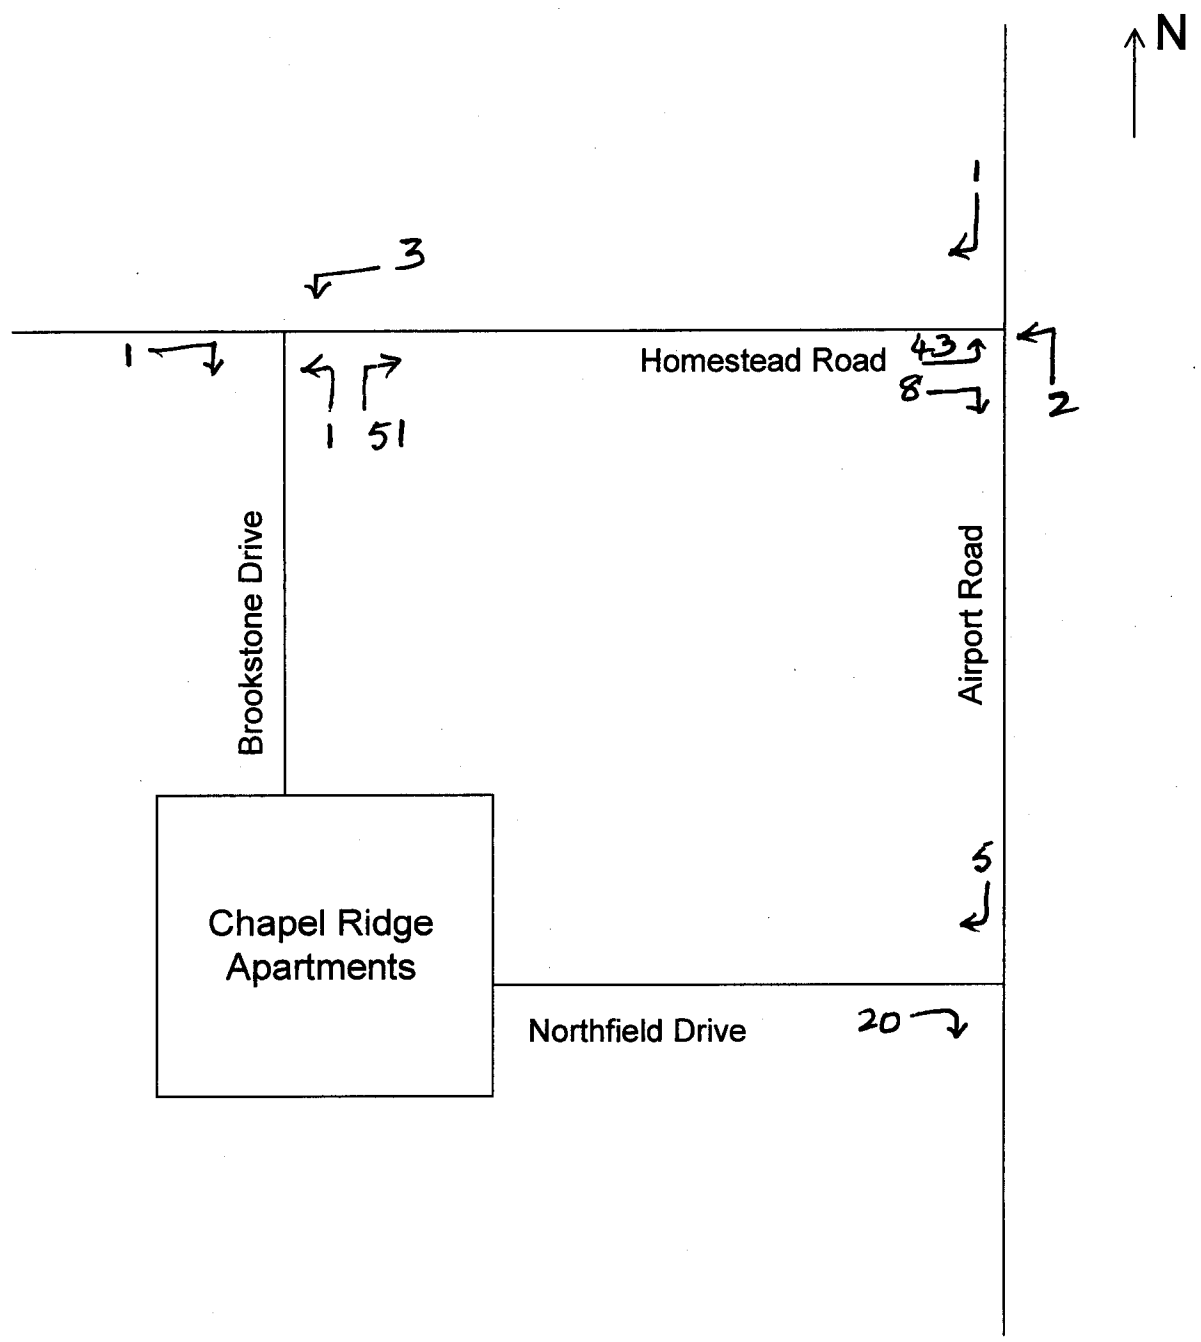 N
1
3
1
Homestead Road
43
8
2
1 51
Brookstone Drive
Airport Road
5
Chapel Ridge
Apartments
Northfield Drive
20